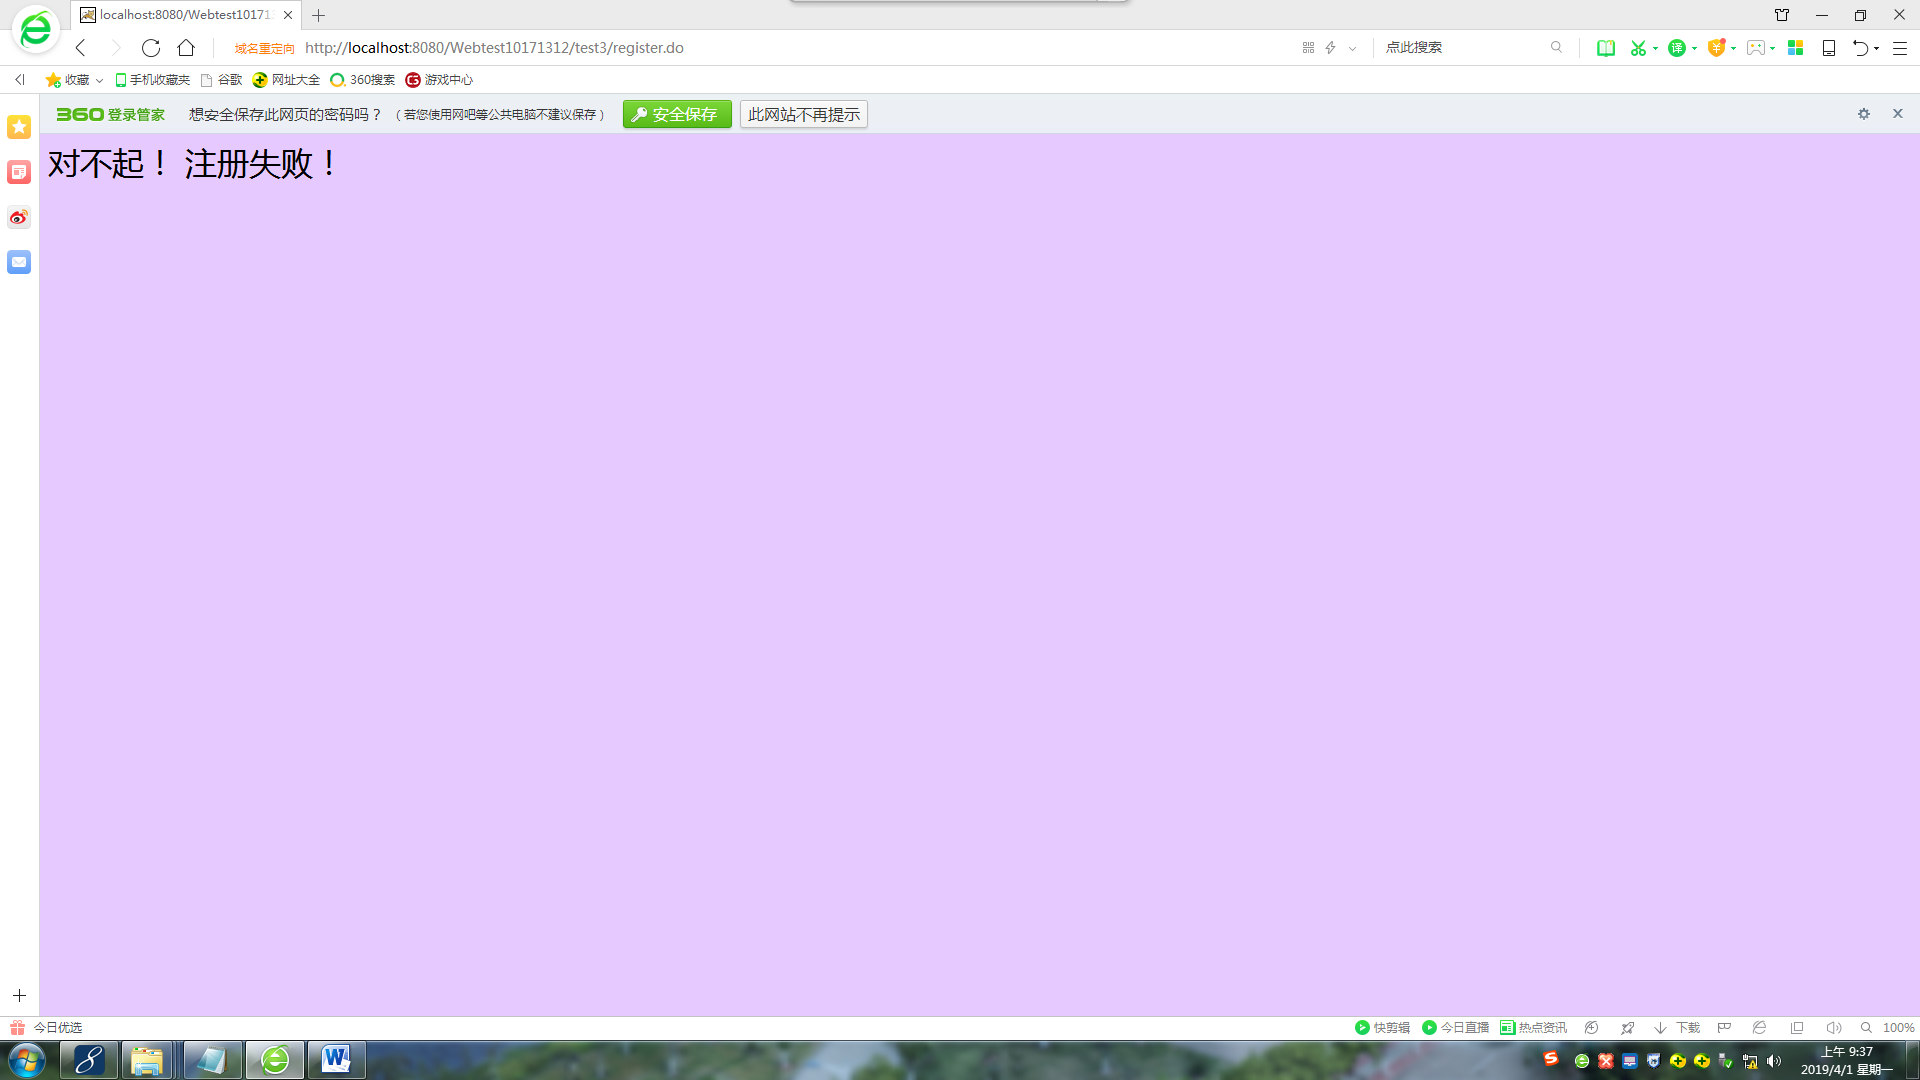 localhost:8080/Webtest10171
域名重定向 http://localhost:8080/Webtest10171312/test3/register.do 点此搜索
收藏 手机收藏夹 谷歌 网址大全 360搜索 游戏中心
360 登录管家 想安全保存此网页的密码吗？（若您使用网吧等公共电脑不建议保存） 安全保存 此网站不再提示
对不起！ 注册失败！
今日优选 快剪辑 今日直播 热点资讯 下载 100%
上午 9:37
2019/4/1 星期一